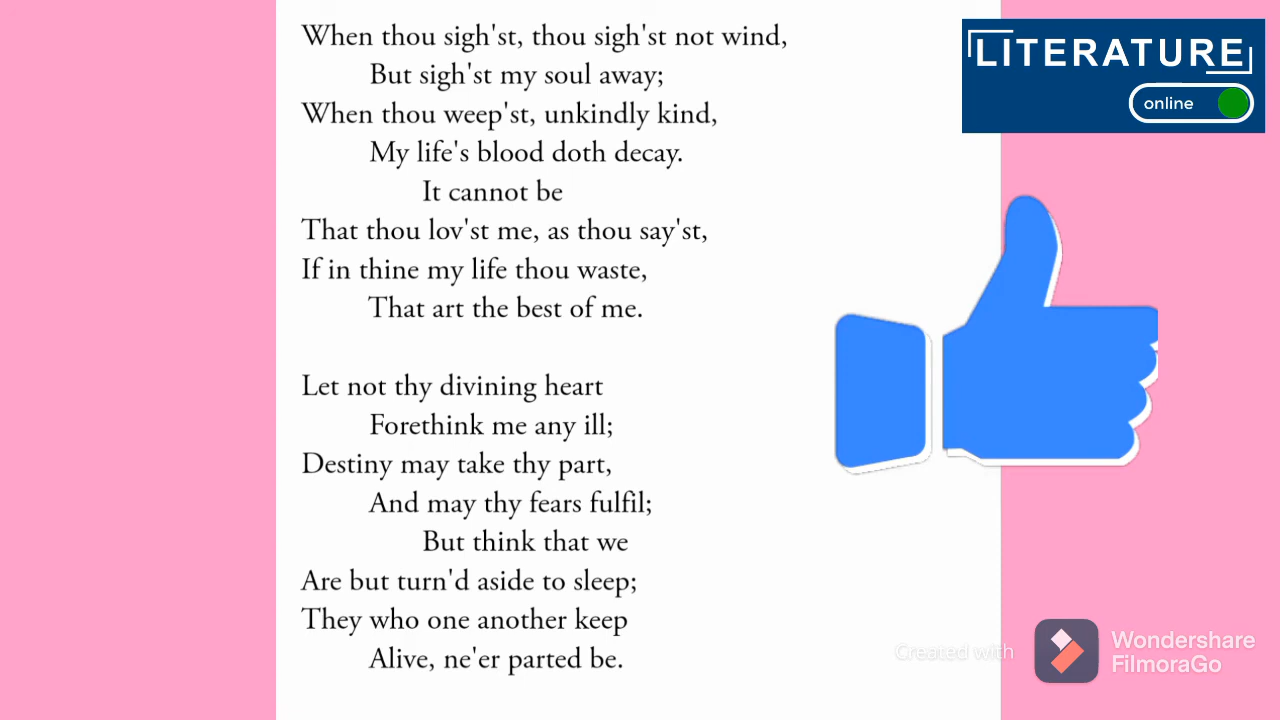 When thou sigh'st, thou sigh'st not wind,
But sigh'st my soul away;
When thou weep'st, unkindly kind,
My life's blood doth decay.
It cannot be
That thou lov'st me, as thou say'st,
If in thine my life thou waste,
That art the best of me.
Let not thy divining heart
Forethink me any ill;
Destiny may take thy part,
And may thy fears fulfil;
But think that we
Are but turn'd aside to sleep;
They who one another keep
Alive, ne'er parted be.
LITERATURE
online
Created with
Wondershare
FilmoraGo